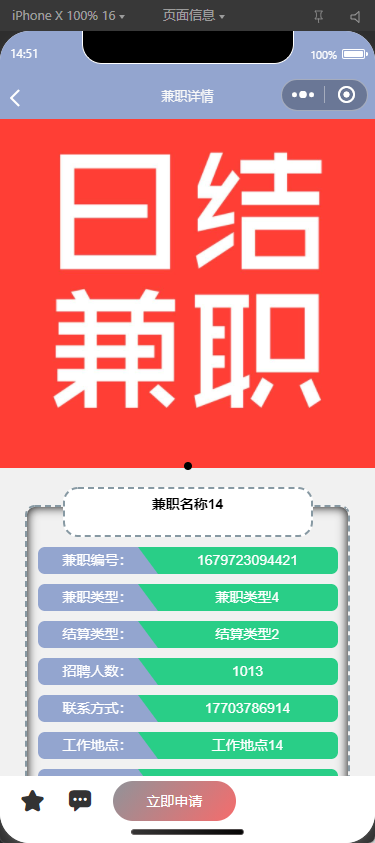 iPhone X 100% 16 页面信息
14:51 100%
兼职详情
日结
兼职
兼职名称14
兼职编号： 1679723094421
兼职类型： 兼职类型4
结算类型： 结算类型2
招聘人数： 1013
联系方式： 17703786914
工作地点： 工作地点14
立即申请